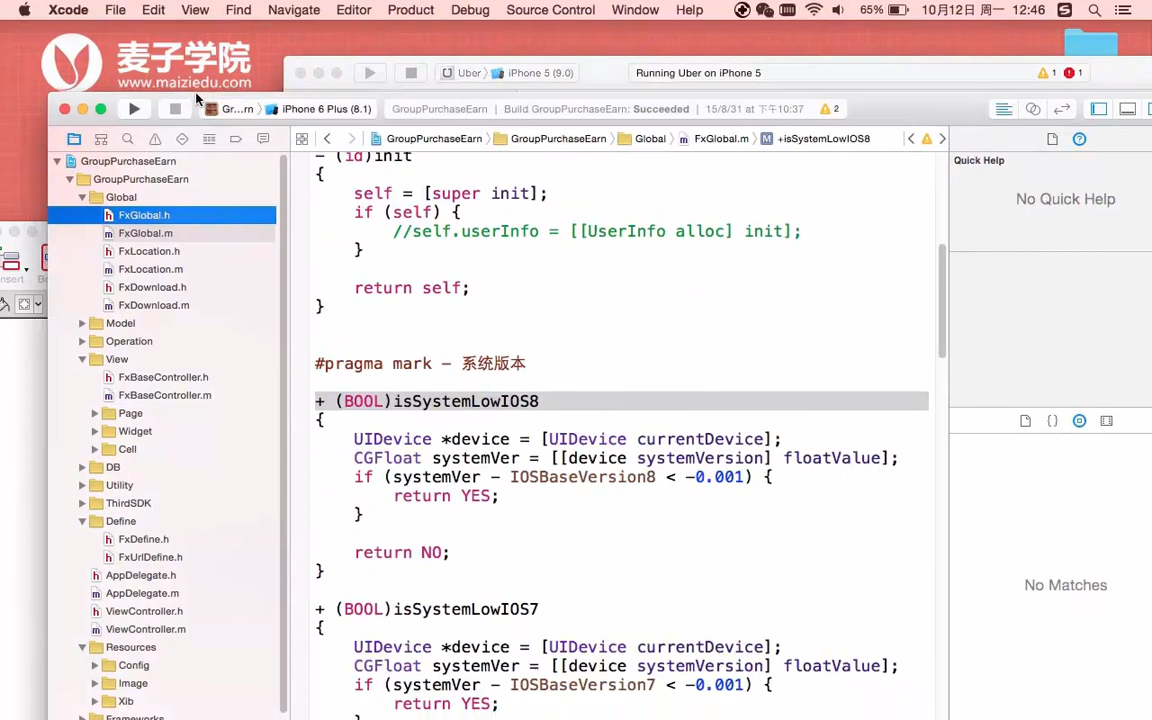 Xcode File Edit View Find Navigate Editor Product Debug Source Control Window Help 65% 10月12日 周一 12:46
麦子学院
www.maiziedu.com
Uber iPhone 5 (9.0) Running Uber on iPhone 5 1 1
Gr...rn iPhone 6 Plus (8.1) GroupPurchaseEarn Build GroupPurchaseEarn: Succeeded 15/8/31 at 下午10:37 2
GroupPurchaseEarn GroupPurchaseEarn Global FxGlobal.m +isSystemLowIOS8
GroupPurchaseEarn
GroupPurchaseEarn
Global
FxGlobal.h
FxGlobal.m
FxLocation.h
FxLocation.m
FxDownload.h
FxDownload.m
Model
Operation
View
FxBaseController.h
FxBaseController.m
Page
Widget
Cell
DB
Utility
ThirdSDK
Define
FxDefine.h
FxUrlDefine.h
AppDelegate.h
AppDelegate.m
ViewController.h
ViewController.m
Resources
Config
Image
Xib
Frameworks
- (id)init
{
self = [super init];
if (self) {
//self.userInfo = [[UserInfo alloc] init];
}
return self;
}
#pragma mark - 系统版本
+ (BOOL)isSystemLowIOS8
{
UIDevice *device = [UIDevice currentDevice];
CGFloat systemVer = [[device systemVersion] floatValue];
if (systemVer - IOSBaseVersion8 < -0.001) {
return YES;
}
return NO;
}
+ (BOOL)isSystemLowIOS7
{
UIDevice *device = [UIDevice currentDevice];
CGFloat systemVer = [[device systemVersion] floatValue];
if (systemVer - IOSBaseVersion7 < -0.001) {
return YES;
}
Quick Help
No Quick Help
No Matches